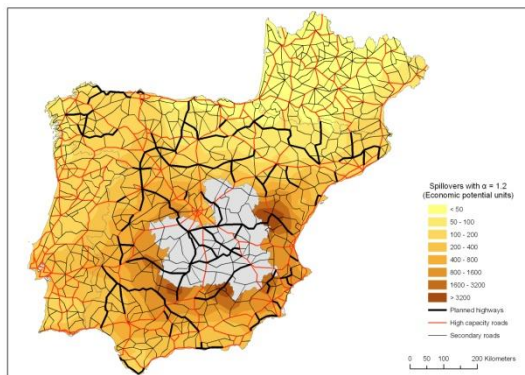 Spillovers with α = 1.2
(Economic potential units)
< 50
50 - 100
100 - 200
200 - 400
400 - 800
800 - 1600
1600 - 3200
> 3200
Planned highways
High capacity roads
Secondary roads
0 50 100 200 Kilometers